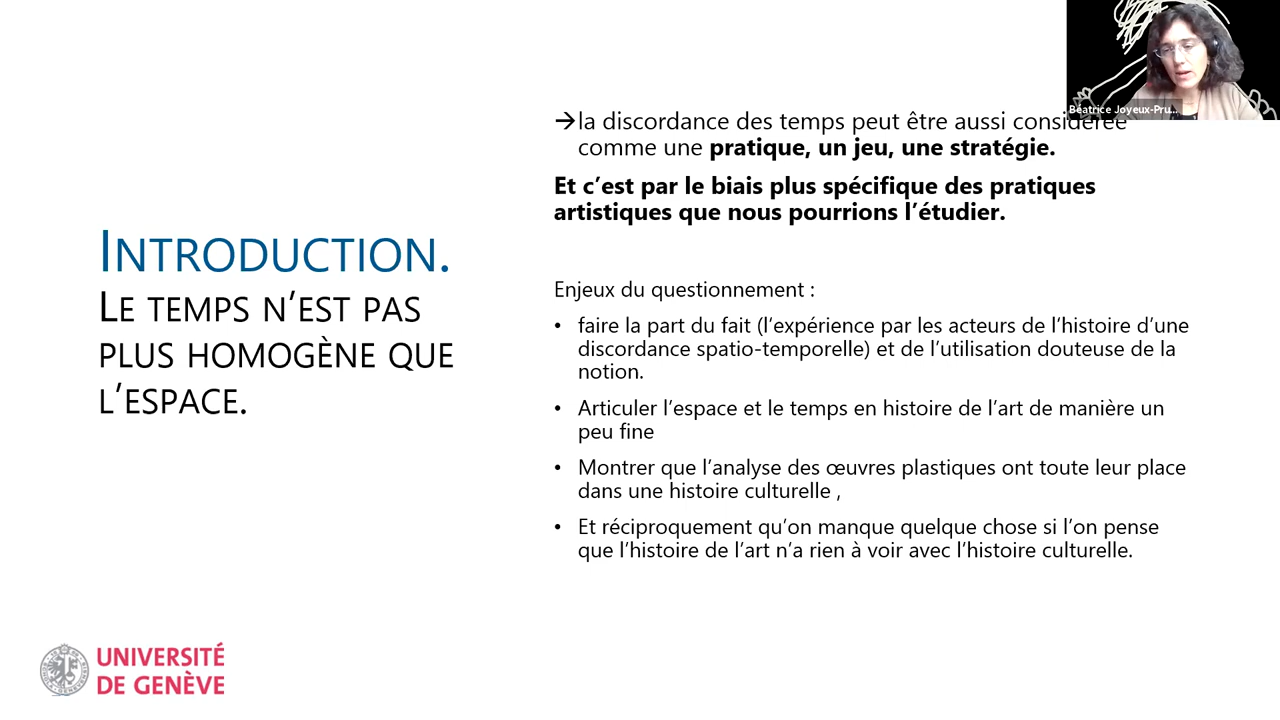 Béatrice Joyeux-Pru...
→la discordance des temps peut être aussi considérée
comme une pratique, un jeu, une stratégie.
Et c’est par le biais plus spécifique des pratiques
artistiques que nous pourrions l’étudier.
INTRODUCTION.
LE TEMPS N’EST PAS
PLUS HOMOGÈNE QUE
L’ESPACE.
Enjeux du questionnement :
• faire la part du fait (l’expérience par les acteurs de l’histoire d’une
discordance spatio-temporelle) et de l’utilisation douteuse de la
notion.
• Articuler l’espace et le temps en histoire de l’art de manière un
peu fine
• Montrer que l’analyse des œuvres plastiques ont toute leur place
dans une histoire culturelle ,
• Et réciproquement qu’on manque quelque chose si l’on pense
que l’histoire de l’art n’a rien à voir avec l’histoire culturelle.
UNIVERSITÉ
DE GENÈVE